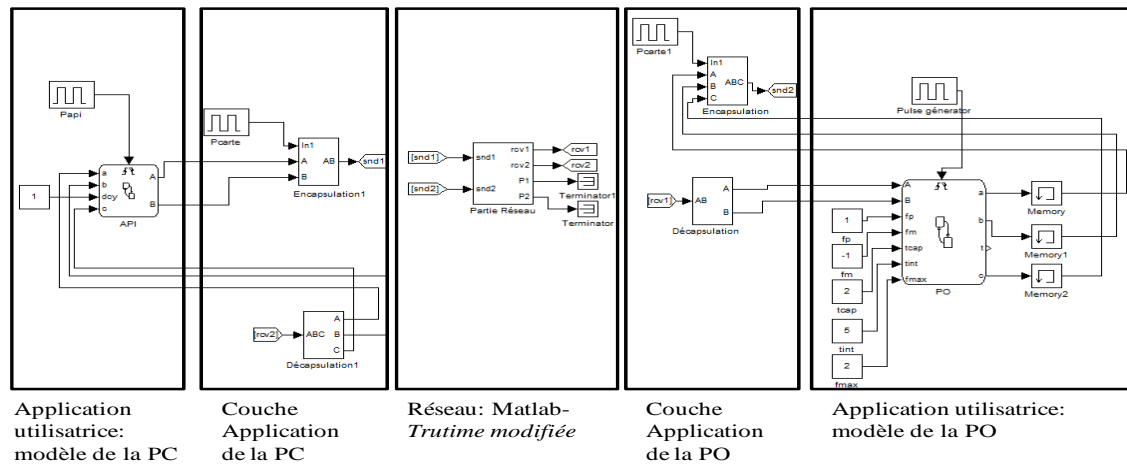 Papi
a
b
dcy
c
A
B
1
API
Pcarte
In1
A
B
AB
[snd1]
Encapsulation1
[rcv2]
ABC
A
B
C
Décapsulation1
[snd1]
[snd2]
snd1
snd2
rcv1
rcv2
P1
P2
rcv1
rcv2
Terminator1
Terminator
Partie Réseau
Pcarte1
In1
A
B
C
ABC
snd2
Encapsulation
[rcv1]
AB
A
B
Décapsulation
Pulse génerator
A
B
fp
fm
tcap
tint
fmax
a
b
t
c
PO
1
fp
-1
fm
2
tcap
5
tint
2
fmax
Memory
Memory1
Memory2
Application
utilisatrice:
modèle de la PC
Couche
Application
de la PC
Réseau: Matlab-
Trutime modifiée
Couche
Application
de la PO
Application utilisatrice:
modèle de la PO